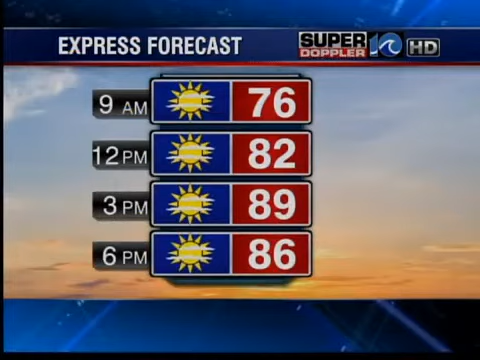 EXPRESS FORECAST
SUPER DOPPLER 10 HD
9 AM 76
12 PM 82
3 PM 89
6 PM 86